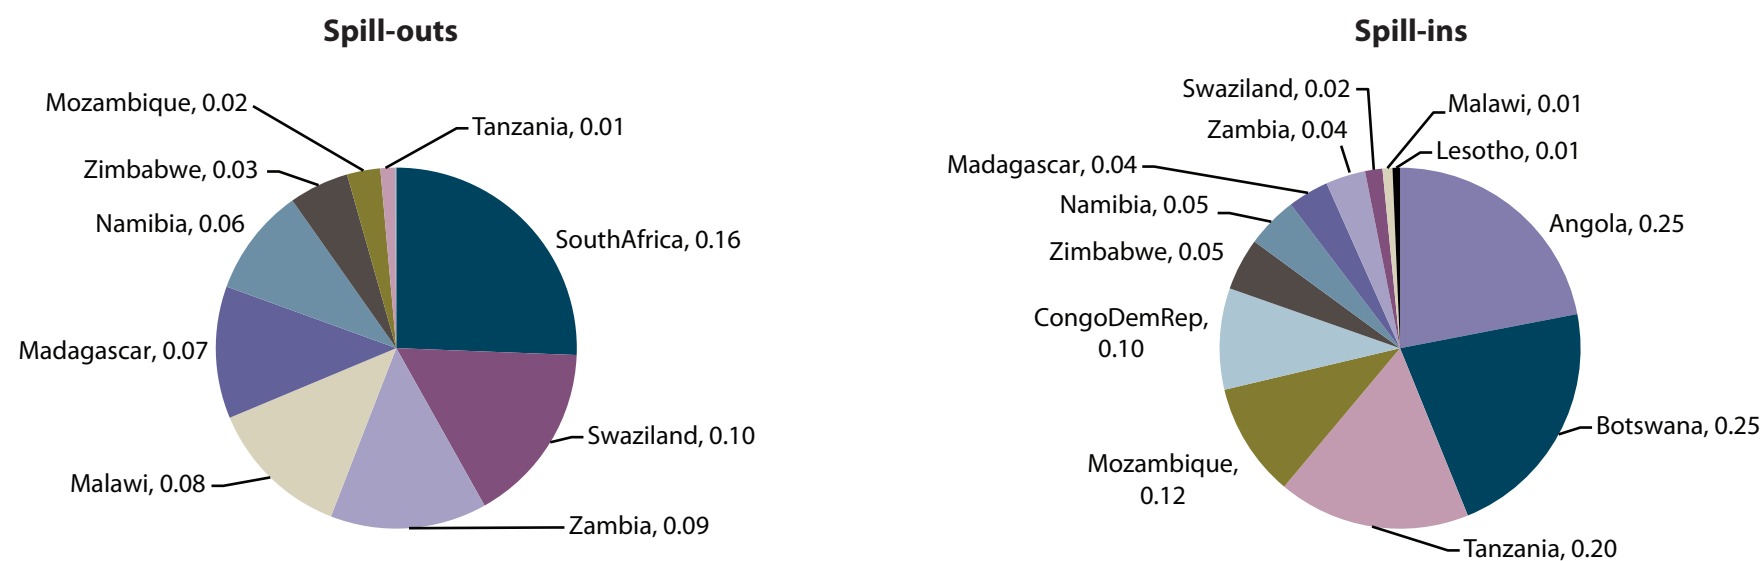 Spill-outs
Mozambique, 0.02
Tanzania, 0.01
Zimbabwe, 0.03
Namibia, 0.06
SouthAfrica, 0.16
Madagascar, 0.07
Swaziland, 0.10
Malawi, 0.08
Zambia, 0.09
Spill-ins
Swaziland, 0.02
Malawi, 0.01
Zambia, 0.04
Lesotho, 0.01
Madagascar, 0.04
Namibia, 0.05
Angola, 0.25
Zimbabwe, 0.05
CongoDemRep,
0.10
Botswana, 0.25
Mozambique,
0.12
Tanzania, 0.20